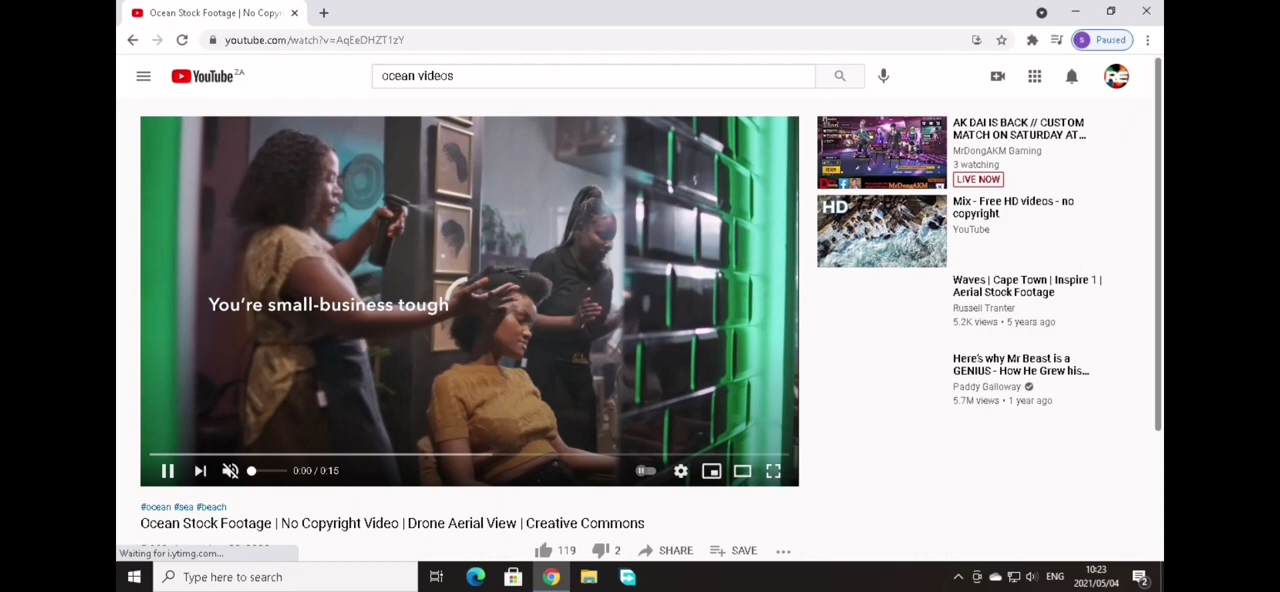 Ocean Stock Footage | No Copyr
youtube.com/watch?v=AqEeDHZT1zY
S Paused
YouTube ZA
ocean videos
RE
You're small-business tough
0:00 / 0:15
#ocean #sea #beach
Ocean Stock Footage | No Copyright Video | Drone Aerial View | Creative Commons
119
2
SHARE
SAVE
AK DAI IS BACK // CUSTOM
MATCH ON SATURDAY AT...
MrDongAKM Gaming
3 watching
LIVE NOW
HD
Mix - Free HD videos - no
copyright
YouTube
Waves | Cape Town | Inspire 1 |
Aerial Stock Footage
Russell Tranter
5.2K views • 5 years ago
Here's why Mr Beast is a
GENIUS - How He Grew his...
Paddy Galloway
5.7M views • 1 year ago
Waiting for i.ytimg.com...
Type here to search
ENG
10:23
2021/05/04
2